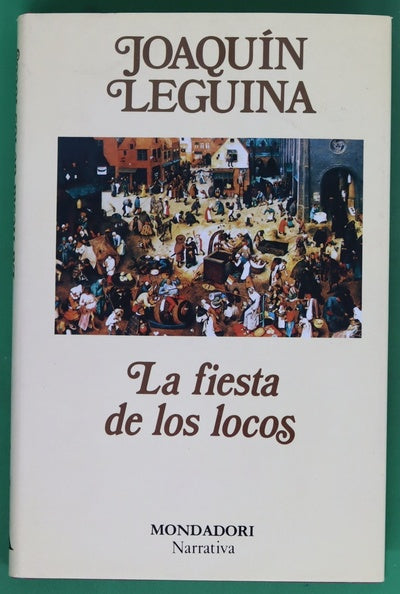 JOAQUÍN
LEGUINA
La fiesta
de los locos
MONDADORI
Narrativa